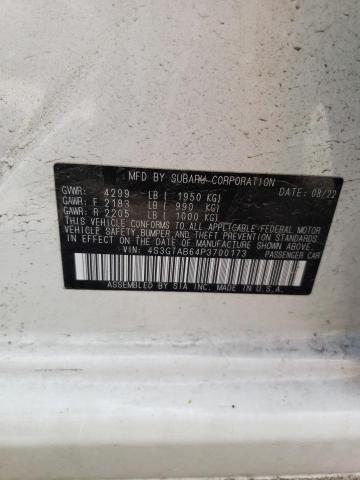 MFD BY SUBARU CORPORATION DATE: 08/22
GVWR: 4299 LB ( 1950 KG)
GAWR: F 2183 LB ( 990 KG)
GAWR: R 2205 LB ( 1000 KG)
THIS VEHICLE CONFORMS TO ALL APPLICABLE FEDERAL MOTOR
VEHICLE SAFETY, BUMPER AND THEFT PREVENTION STANDARDS
IN EFFECT ON THE DATE OF MANUFACTURE SHOWN ABOVE.
VIN: 4S3GTAB64P3700173 PASSENGER CAR
ASSEMBLED BY SIA INC. MADE IN U.S.A.